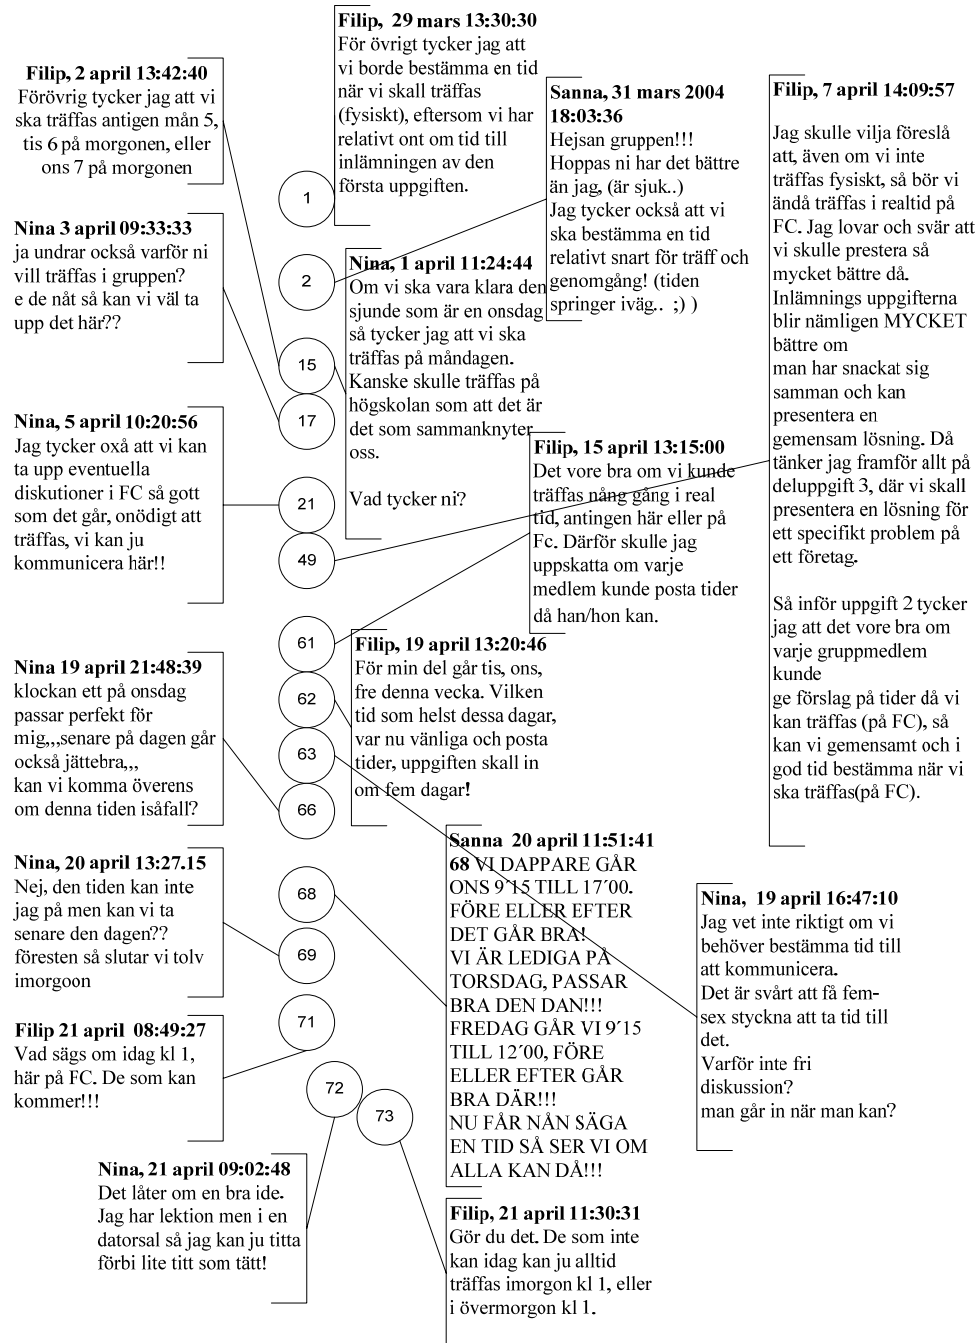 Filip, 29 mars 13:30:30
För övrigt tycker jag att
vi borde bestämma en tid
när vi skall träffas
(fysiskt), eftersom vi har
relativt ont om tid till
inlämningen av den
första uppgiften.
Filip, 2 april 13:42:40
Förövrig tycker jag att vi
ska träffas antigen mån 5,
tis 6 på morgonen, eller
ons 7 på morgonen
Sanna, 31 mars 2004
18:03:36
Hejsan gruppen!!!
Hoppas ni har det bättre
än jag, (är sjuk..)
Jag tycker också att vi
ska bestämma en tid
relativt snart för träff och
genomgång! (tiden
springer iväg.. ;) )
Filip, 7 april 14:09:57
Jag skulle vilja föreslå
att, även om vi inte
träffas fysiskt, så bör vi
ändå träffas i realtid på
FC. Jag lovar och svär att
vi skulle prestera så
mycket bättre då.
Inlämnings uppgifterna
blir nämligen MYCKET
bättre om
man har snackat sig
samman och kan
presentera en
gemensam lösning. Då
tänker jag framför allt på
deluppgift 3, där vi skall
presentera en lösning för
ett specifikt problem på
ett företag.
Så inför uppgift 2 tycker
jag att det vore bra om
varje gruppmedlem
kunde
ge förslag på tider då vi
kan träffas (på FC), så
kan vi gemensamt och i
god tid bestämma när vi
ska träffas(på FC).
Nina 3 april 09:33:33
ja undrar också varför ni
vill träffas i gruppen?
e de nåt så kan vi väl ta
upp det här??
Nina, 1 april 11:24:44
Om vi ska vara klara den
sjunde som är en onsdag
så tycker jag att vi ska
träffas på måndagen.
Kanske skulle träffas på
högskolan som att det är
det som sammanknyter
oss.
Vad tycker ni?
Nina, 5 april 10:20:56
Jag tycker oxå att vi kan
ta upp eventuella
diskutioner i FC så gott
som det går, onödigt att
träffas, vi kan ju
kommunicera här!!
Filip, 15 april 13:15:00
Det vore bra om vi kunde
träffas nång gång i real
tid, antingen här eller på
Fc. Därför skulle jag
uppskatta om varje
medlem kunde posta tider
då han/hon kan.
1
2
15
17
21
49
61
62
63
66
68
69
71
72
73
Filip, 19 april 13:20:46
För min del går tis, ons,
fre denna vecka. Vilken
tid som helst dessa dagar,
var nu vänliga och posta
tider, uppgiften skall in
om fem dagar!
Nina 19 april 21:48:39
klockan ett på onsdag
passar perfekt för
mig,,,senare på dagen går
också jättebra,,,
kan vi komma överens
om denna tiden isåfall?
Sanna 20 april 11:51:41
68 VI DAPPARE GÅR
ONS 9´15 TILL 17´00.
FÖRE ELLER EFTER
DET GÅR BRA!
VI ÄR LEDIGA PÅ
TORSDAG, PASSAR
BRA DEN DAN!!!
FREDAG GÅR VI 9´15
TILL 12´00, FÖRE
ELLER EFTER GÅR
BRA DÄR!!!
NU FÅR NÅN SÄGA
EN TID SÅ SER VI OM
ALLA KAN DÅ!!!
Nina, 19 april 16:47:10
Jag vet inte riktigt om vi
behöver bestämma tid till
att kommunicera.
Det är svårt att få fem-
sex styckna att ta tid till
det.
Varför inte fri
diskussion?
man går in när man kan?
Nina, 20 april 13:27.15
Nej, den tiden kan inte
jag på men kan vi ta
senare den dagen??
föresten så slutar vi tolv
imorgoon
Filip 21 april 08:49:27
Vad sägs om idag kl 1,
här på FC. De som kan
kommer!!!
Nina, 21 april 09:02:48
Det låter om en bra ide.
Jag har lektion men i en
datorsal så jag kan ju titta
förbi lite titt som tätt!
Filip, 21 april 11:30:31
Gör du det. De som inte
kan idag kan ju alltid
träffas imorgon kl 1, eller
i övermorgon kl 1.